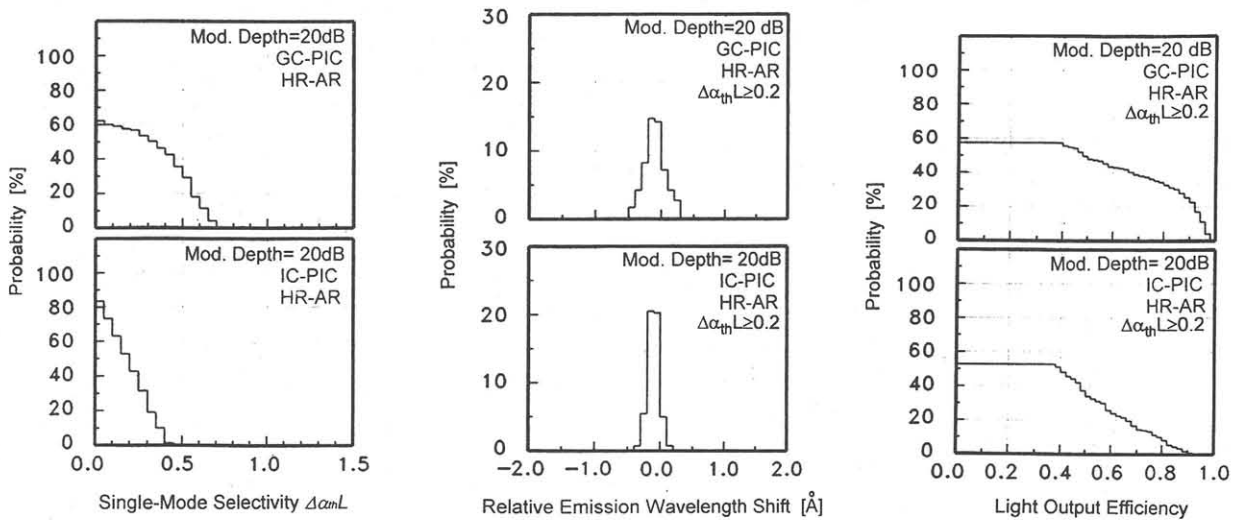 Probability [%]
100
80
60
40
20
0
Mod. Depth=20dB
GC-PIC
HR-AR
100
80
60
40
20
0
Mod. Depth= 20dB
IC-PIC
HR-AR
0.0 0.5 1.0 1.5
Single-Mode Selectivity ΔαthL
Probability [%]
30
20
10
0
Mod. Depth=20 dB
GC-PIC
HR-AR
ΔαthL≥0.2
30
20
10
0
Mod. Depth= 20dB
IC-PIC
HR-AR
ΔαthL≥0.2
-2.0 -1.0 0.0 1.0 2.0
Relative Emission Wavelength Shift [Å]
Probability [%]
100
80
60
40
20
0
Mod. Depth=20 dB
GC-PIC
HR-AR
ΔαthL≥0.2
100
80
60
40
20
0
Mod. Depth= 20dB
IC-PIC
HR-AR
ΔαthL≥0.2
0.0 0.2 0.4 0.6 0.8 1.0
Light Output Efficiency